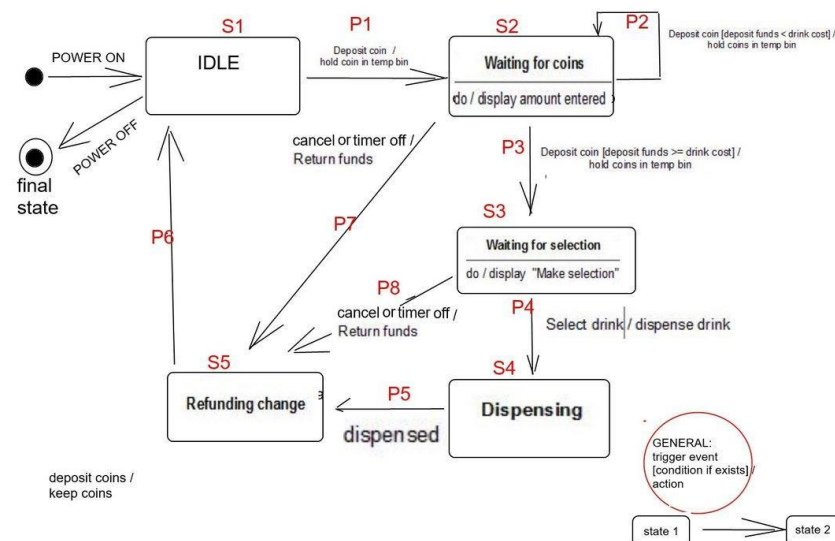 S1
P1
S2
P2
POWER ON
IDLE
Deposit coin /
hold coin in temp bin
Waiting for coins
do / display amount entered
Deposit coin [deposit funds < drink cost] /
hold coins in temp bin
POWER OFF
final
state
cancel or timer off /
Return funds
P3
Deposit coin [deposit funds >= drink cost] /
hold coins in temp bin
S3
P6
P7
Waiting for selection
do / display "Make selection"
P8
cancel or timer off /
Return funds
P4
Select drink / dispense drink
S5
S4
Refunding change
P5
dispensed
Dispensing
GENERAL:
trigger event
[condition if exists] /
action
deposit coins /
keep coins
state 1
state 2